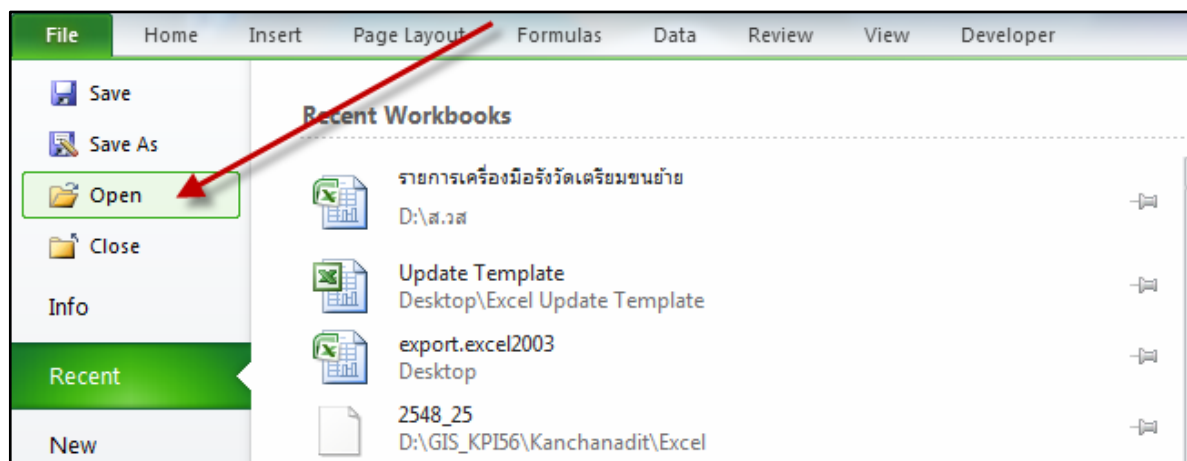 File Home Insert Page Layout Formulas Data Review View Developer
Save
Save As
Open
Close
Info
Recent
New
Recent Workbooks
รายการเครื่องมือรังวัดเตรียมขนย้าย
D:\ส.วส
Update Template
Desktop\Excel Update Template
export.excel2003
Desktop
2548_25
D:\GIS_KPI56\Kanchanadit\Excel